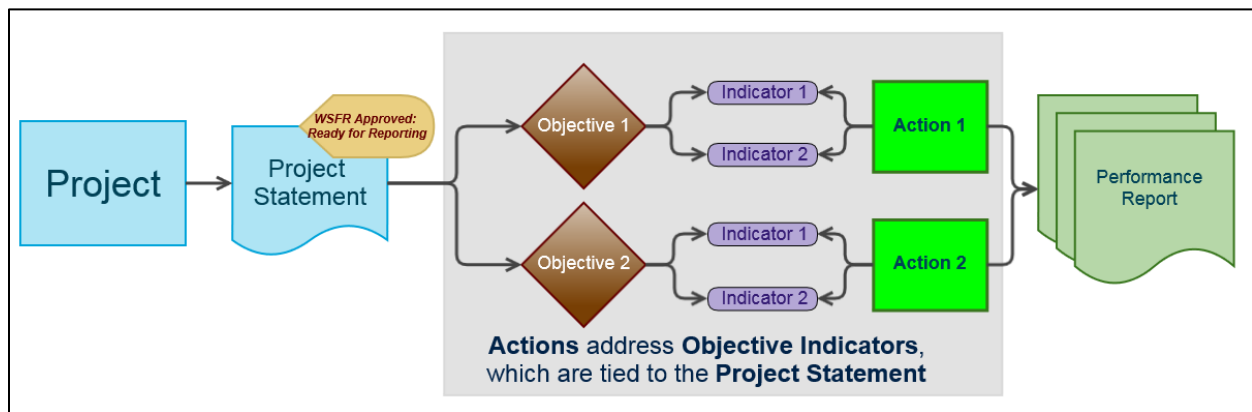 Project
WSFR Approved:
Ready for Reporting
Project
Statement
Objective 1
Indicator 1
Indicator 2
Action 1
Objective 2
Indicator 1
Indicator 2
Action 2
Performance
Report
Actions address Objective Indicators,
which are tied to the Project Statement